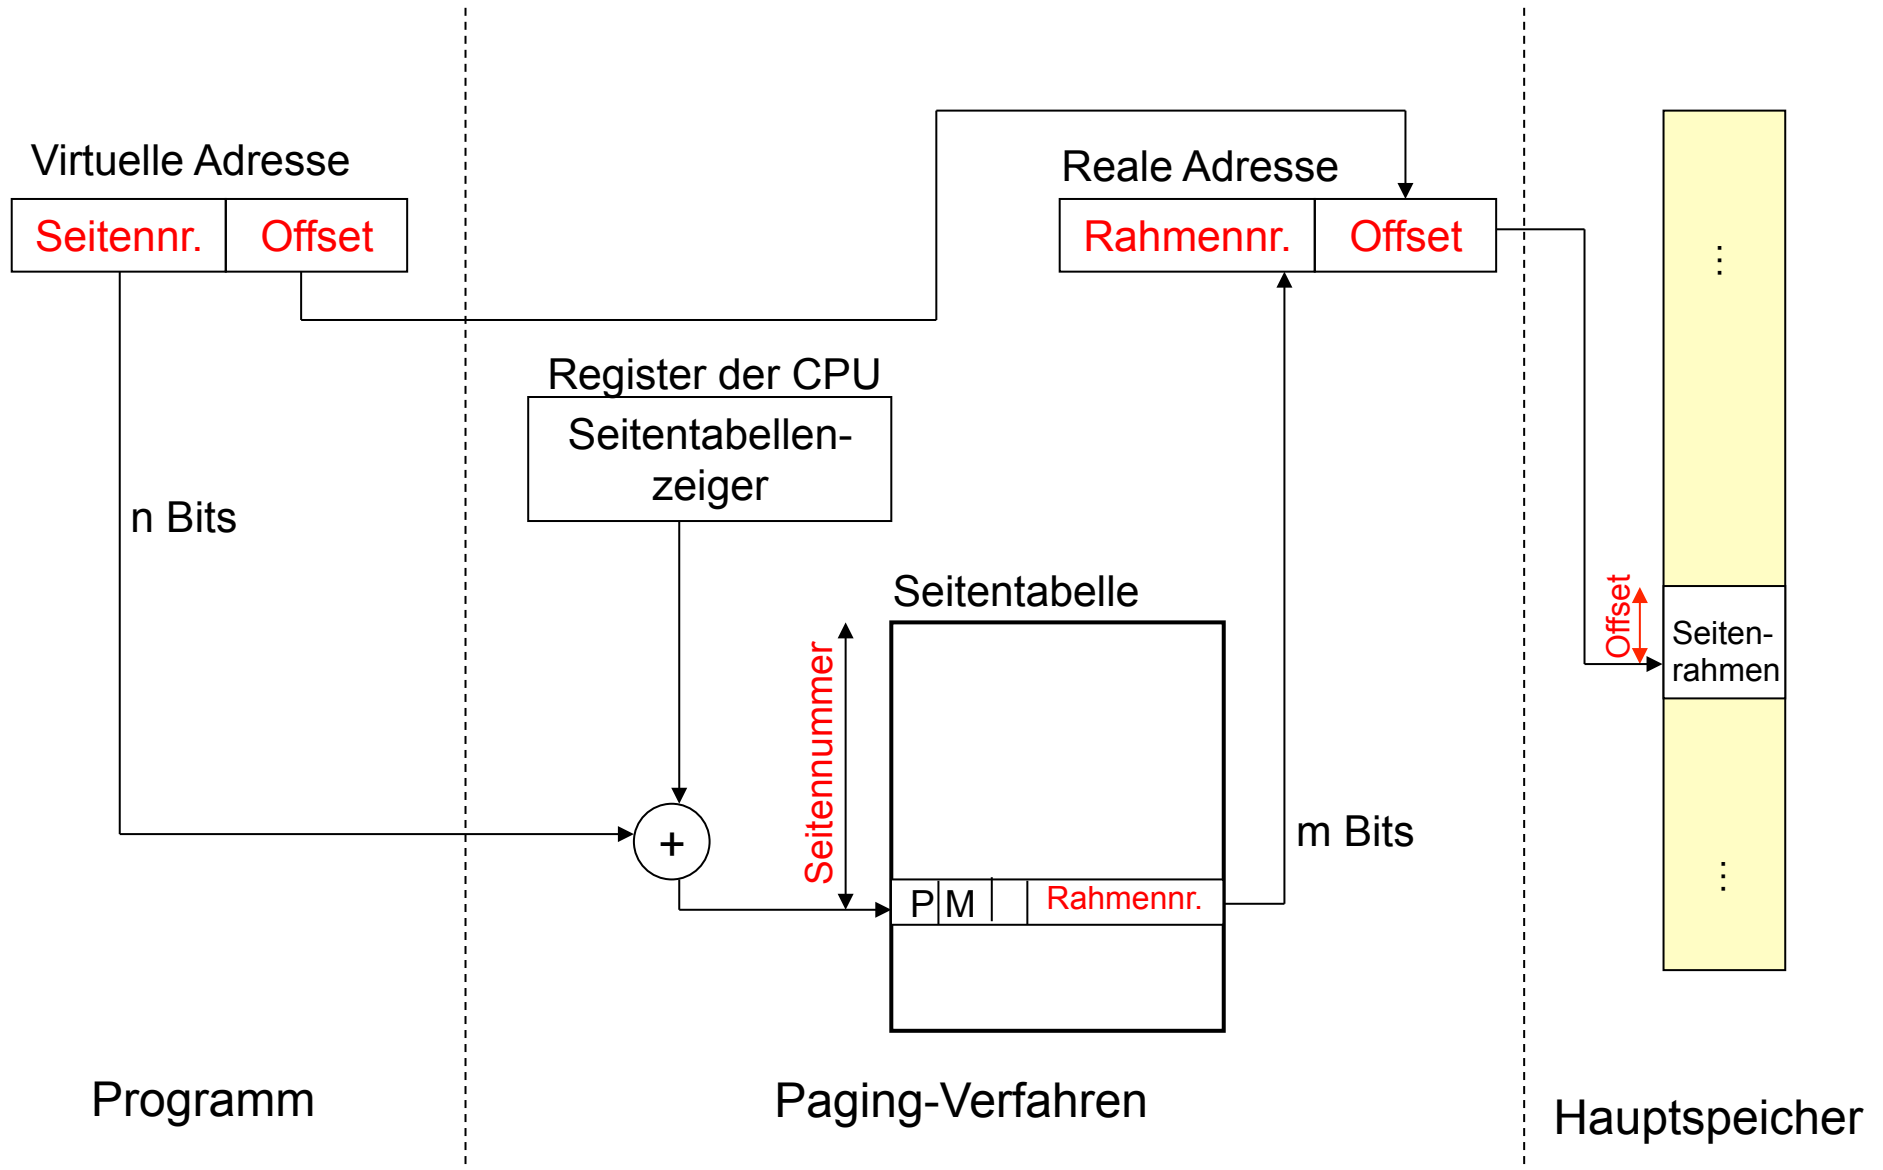 Virtuelle Adresse
Seitennr.
Offset
Reale Adresse
Rahmennr.
Offset
⋮
Register der CPU
Seitentabellen-
zeiger
n Bits
Seitentabelle
Seitennummer
Offset
Seiten-
rahmen
+
m Bits
P
M
Rahmennr.
⋮
Programm
Paging-Verfahren
Hauptspeicher